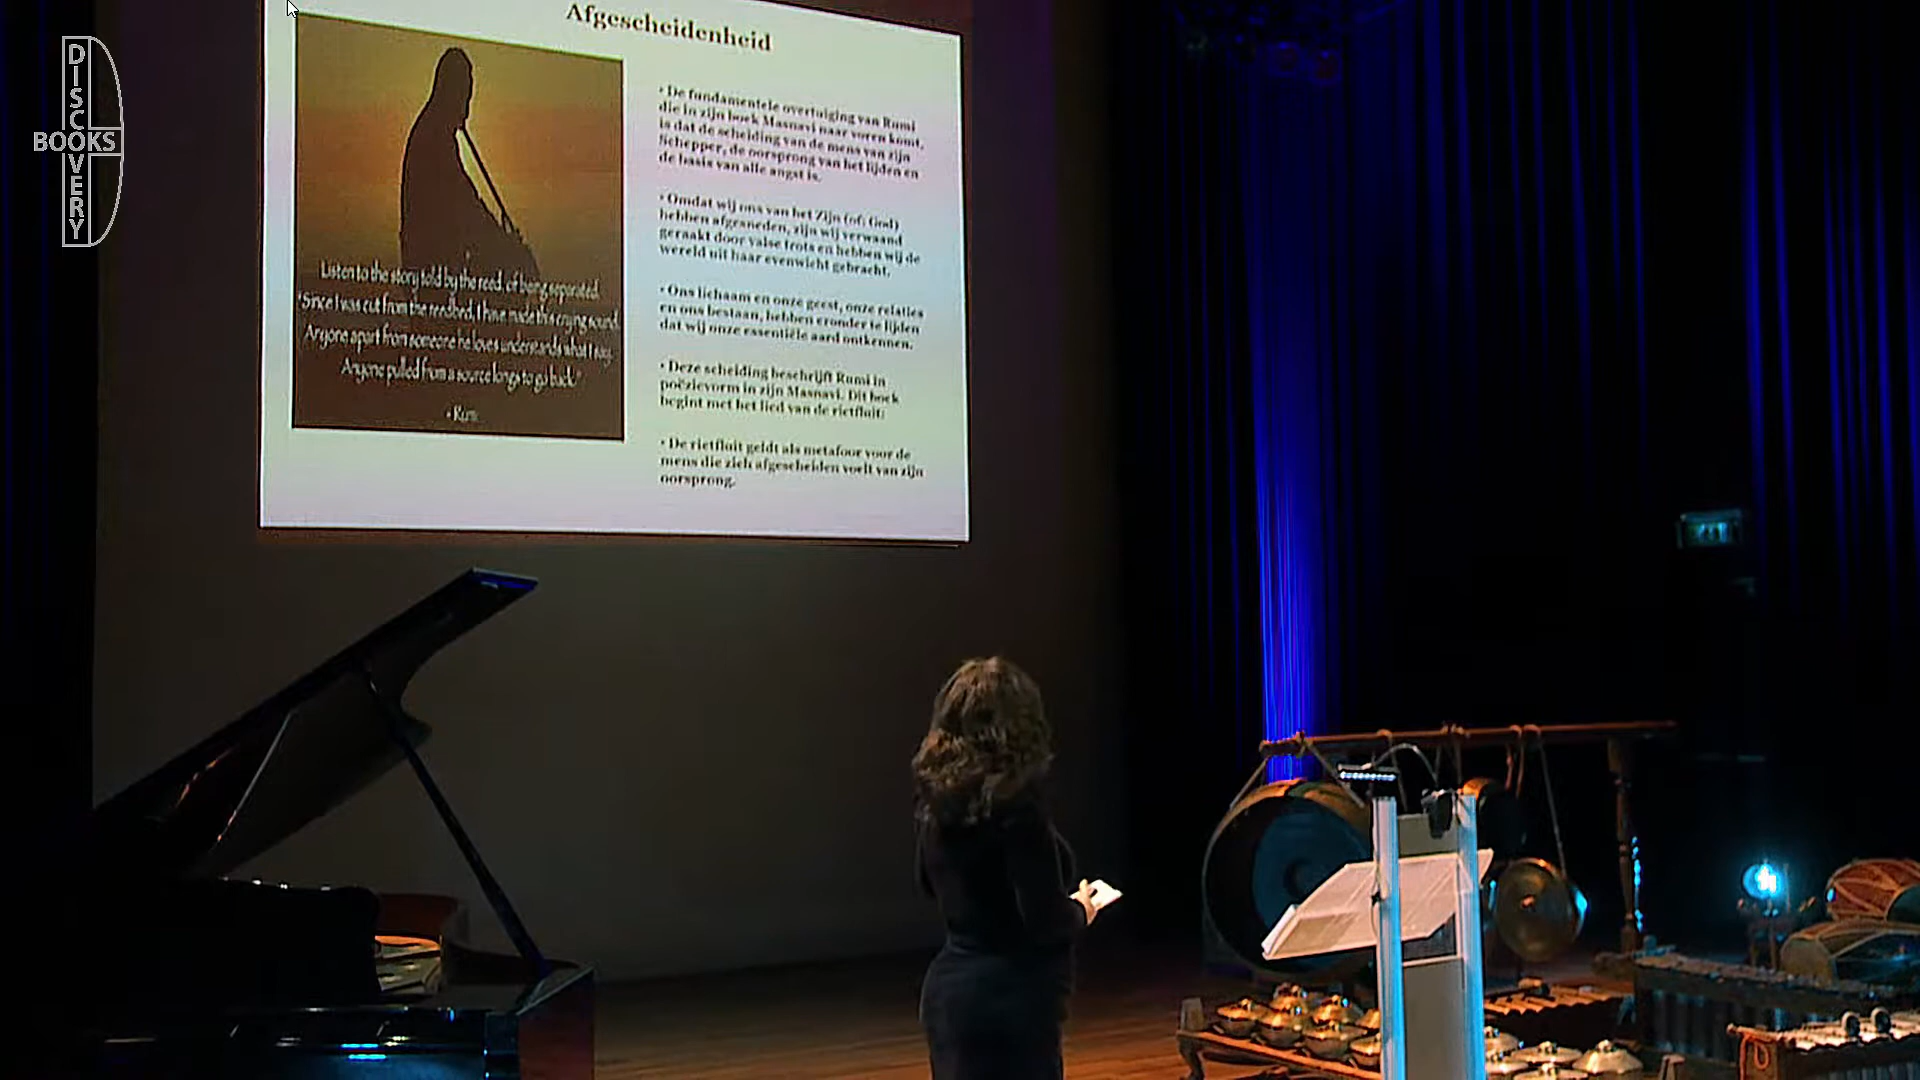 DISCOVERY
BOOKS
Afgescheidenheid
Listen to the story told by the reed, of being separated.
"Since I was cut from the reedbed, I have made this crying sound.
Anyone apart from someone he loves understands what I say.
Anyone pulled from a source longs to go back."
- Rumi
• De fundamentele overtuiging van Rumi
die in zijn boek Masnavi naar voren komt,
is dat de scheiding van de mens van zijn
Schepper, de oorsprong van het lijden en
de basis van alle angst is.
• Omdat wij ons van het Zijn (of: God)
hebben afgesneden, zijn wij verwaand
geraakt door valse trots en hebben wij de
wereld uit haar evenwicht gebracht.
• Ons lichaam en onze geest, onze relaties
en ons bestaan, hebben eronder te lijden
dat wij onze essentiële aard ontkennen.
• Deze scheiding beschrijft Rumi in
poëzievorm in zijn Masnavi. Dit boek
begint met het lied van de rietfluit:
• De rietfluit geldt als metafoor voor de
mens die zich afgescheiden voelt van zijn
oorsprong.